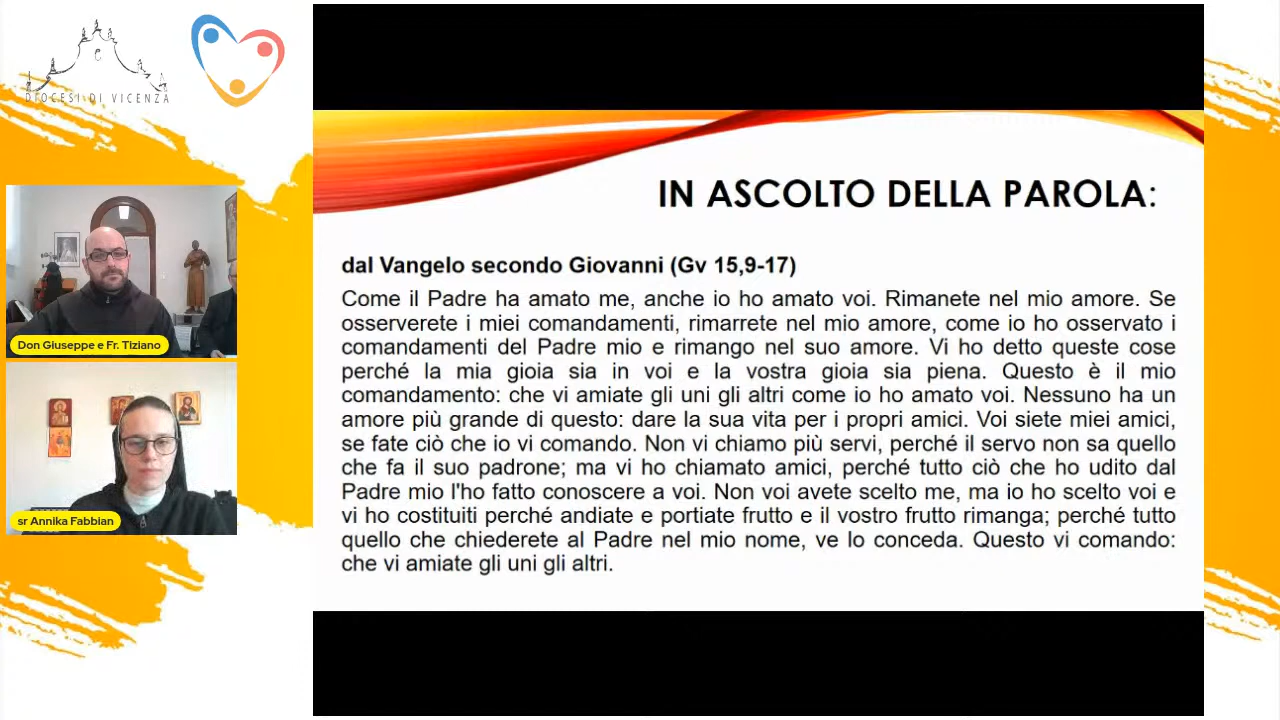 DIOCESI DI VICENZA
Don Giuseppe e Fr. Tiziano
sr Annika Fabbian
IN ASCOLTO DELLA PAROLA:
dal Vangelo secondo Giovanni (Gv 15,9-17)
Come il Padre ha amato me, anche io ho amato voi. Rimanete nel mio amore. Se
osserverete i miei comandamenti, rimarrete nel mio amore, come io ho osservato i
comandamenti del Padre mio e rimango nel suo amore. Vi ho detto queste cose
perché la mia gioia sia in voi e la vostra gioia sia piena. Questo è il mio
comandamento: che vi amiate gli uni gli altri come io ho amato voi. Nessuno ha un
amore più grande di questo: dare la sua vita per i propri amici. Voi siete miei amici,
se fate ciò che io vi comando. Non vi chiamo più servi, perché il servo non sa quello
che fa il suo padrone; ma vi ho chiamato amici, perché tutto ciò che ho udito dal
Padre mio l'ho fatto conoscere a voi. Non voi avete scelto me, ma io ho scelto voi e
vi ho costituiti perché andiate e portiate frutto e il vostro frutto rimanga; perché tutto
quello che chiederete al Padre nel mio nome, ve lo conceda. Questo vi comando:
che vi amiate gli uni gli altri.